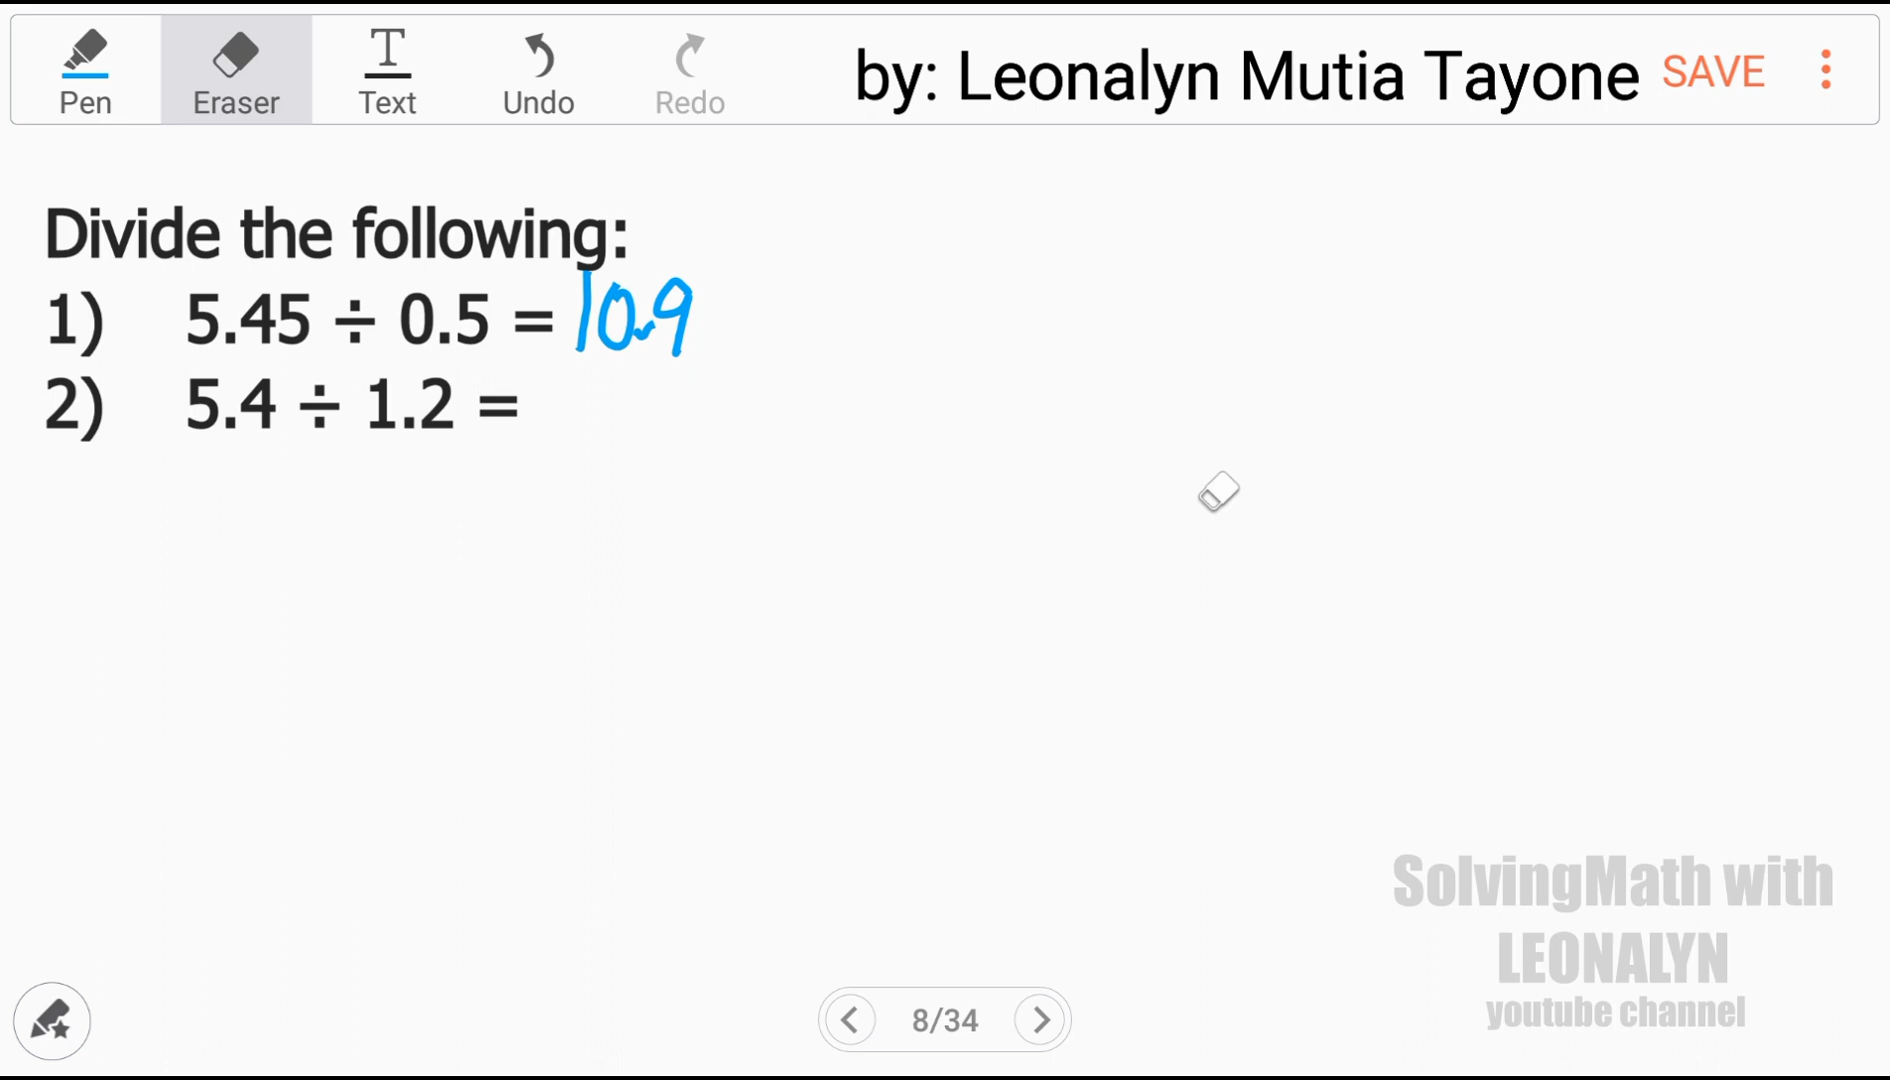 Pen Eraser Text Undo Redo by: Leonalyn Mutia Tayone SAVE
Divide the following:
1) 5.45 ÷ 0.5 = 10.9
2) 5.4 ÷ 1.2 =
SolvingMath with
LEONALYN
youtube channel
8/34